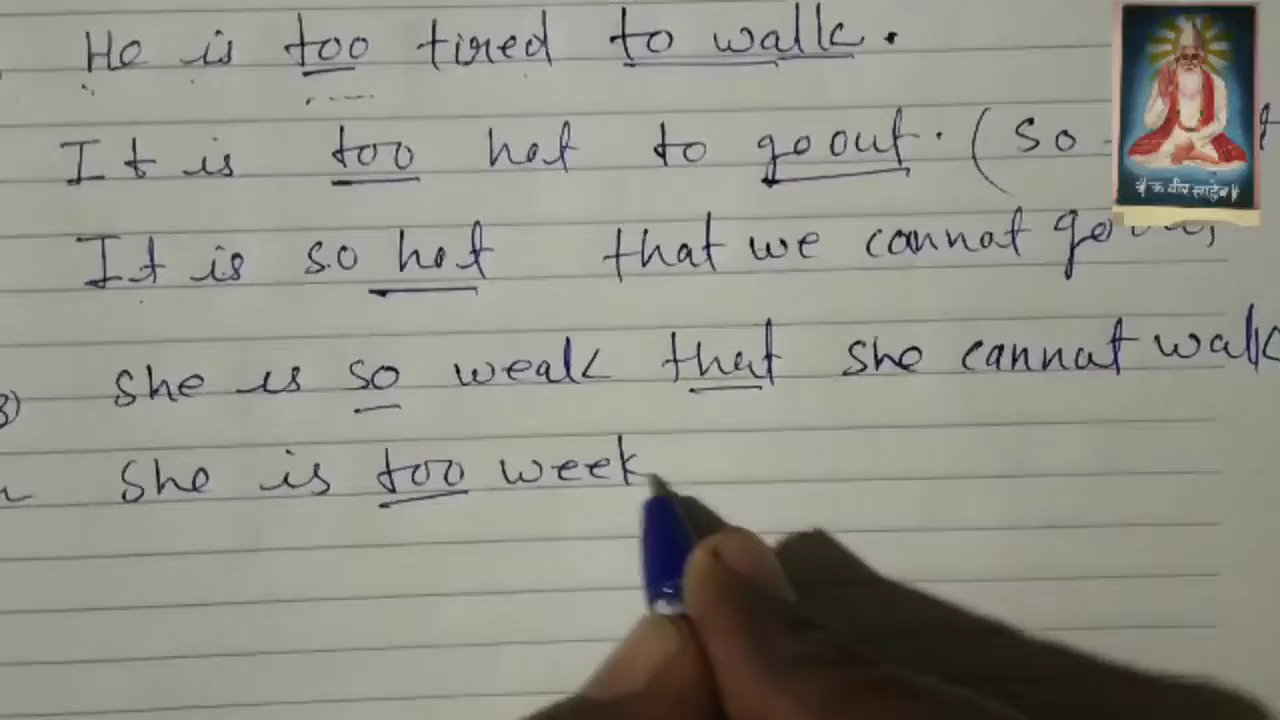 He is too tired to walk.
It is too hot to go out. (so
It is so hot that we cannot go
3) she is so weak that she cannot walk
She is too week